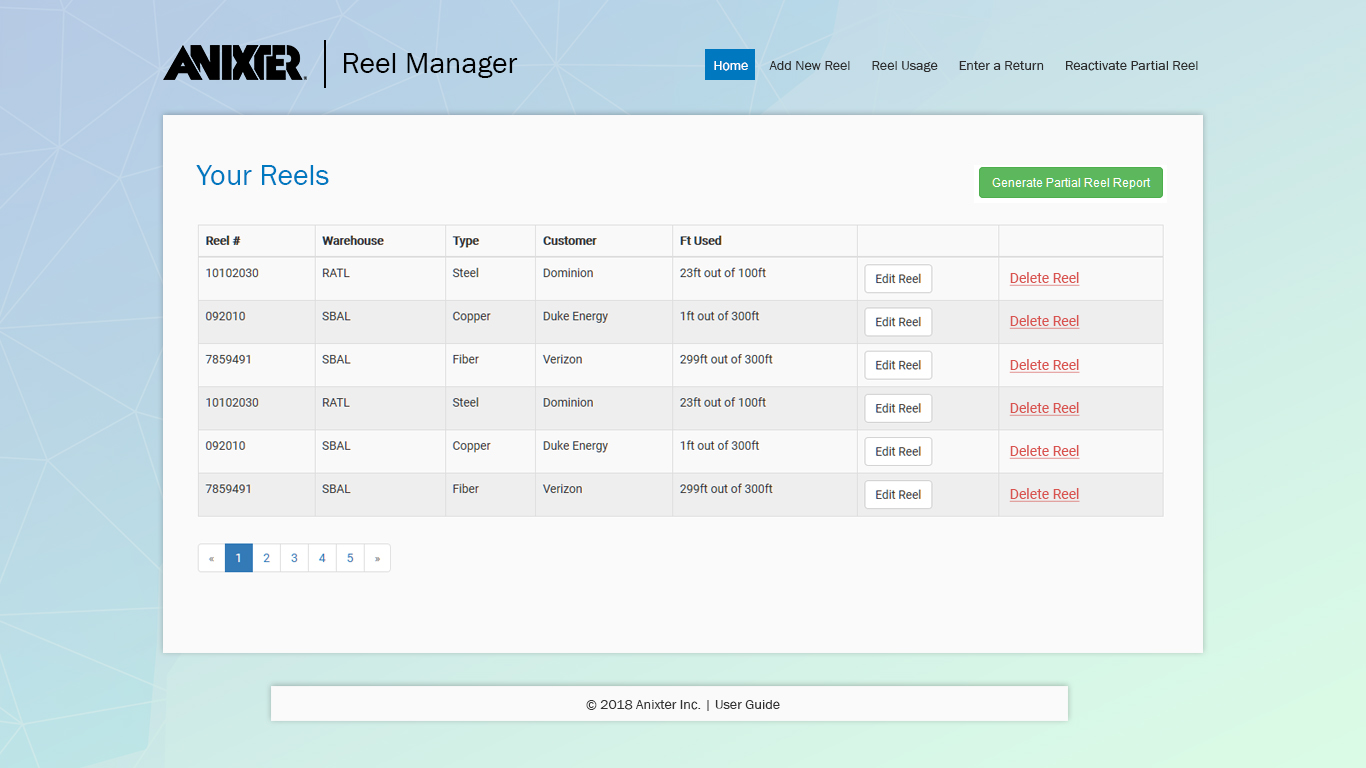 ANIXTER Reel Manager Home Add New Reel Reel Usage Enter a Return Reactivate Partial Reel
Your Reels Generate Partial Reel Report
Reel # Warehouse Type Customer Ft Used
10102030 RATL Steel Dominion 23ft out of 100ft Edit Reel Delete Reel
092010 SBAL Copper Duke Energy 1ft out of 300ft Edit Reel Delete Reel
7859491 SBAL Fiber Verizon 299ft out of 300ft Edit Reel Delete Reel
10102030 RATL Steel Dominion 23ft out of 100ft Edit Reel Delete Reel
092010 SBAL Copper Duke Energy 1ft out of 300ft Edit Reel Delete Reel
7859491 SBAL Fiber Verizon 299ft out of 300ft Edit Reel Delete Reel
« 1 2 3 4 5 »
© 2018 Anixter Inc. | User Guide